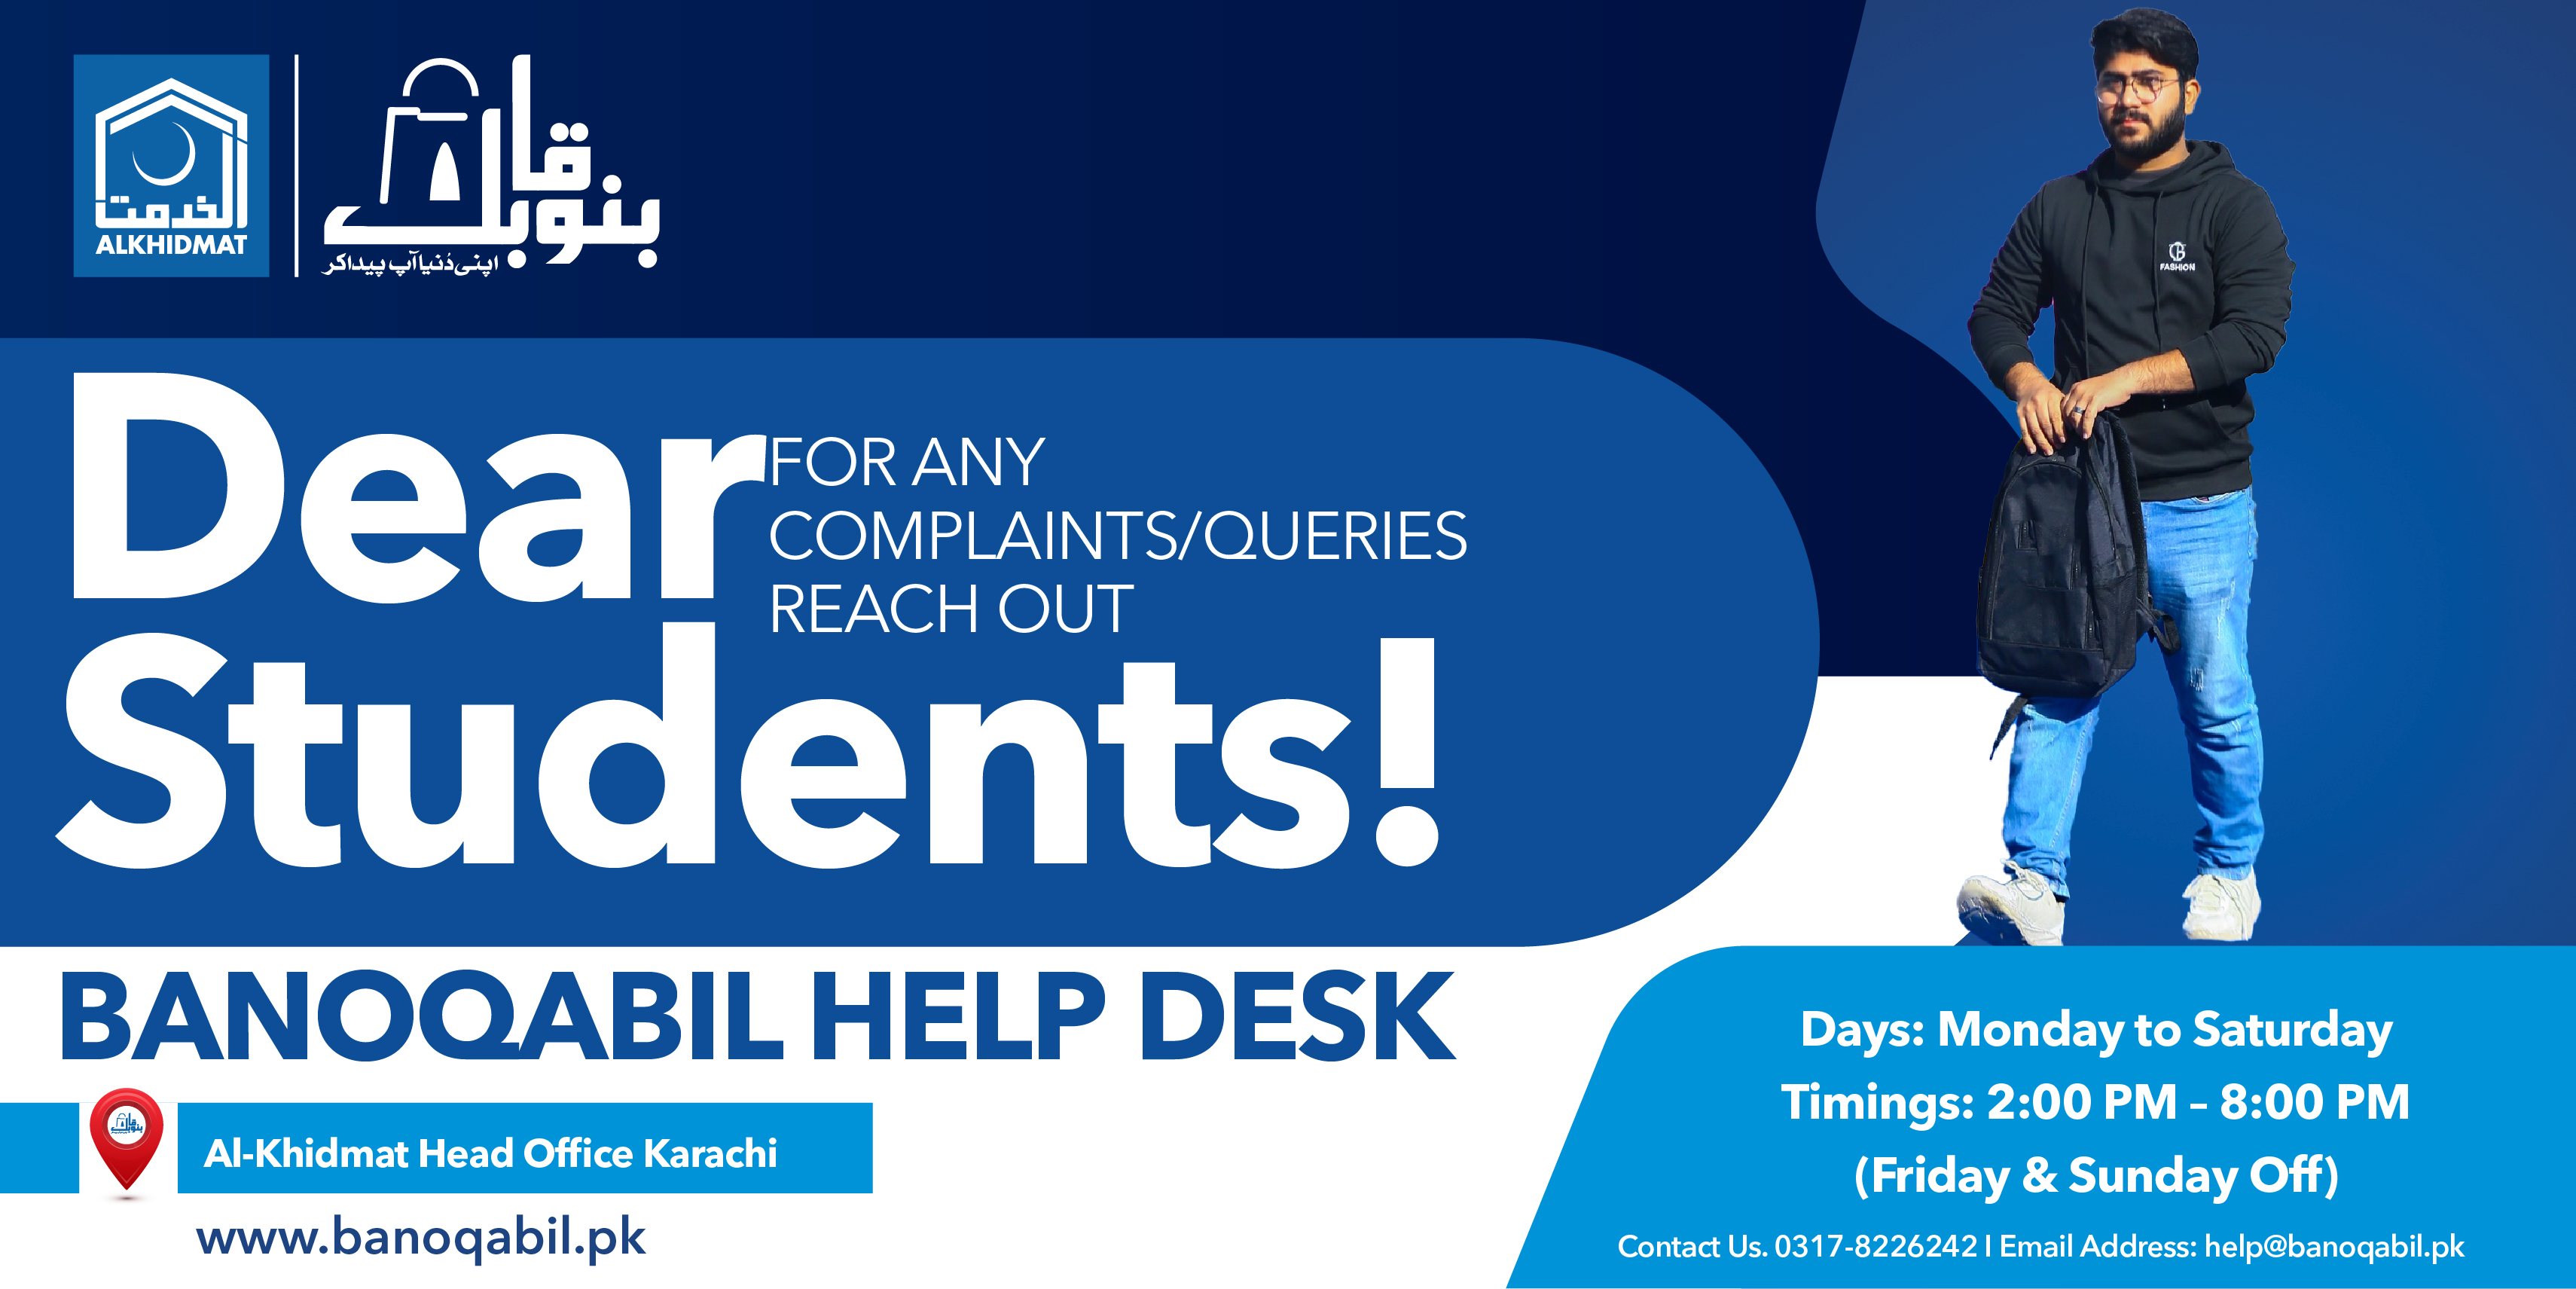 الخدمت
ALKHIDMAT
بنو قابل
اپنی دُنیا آپ پیدا کر
Dear
FOR ANY
COMPLAINTS/QUERIES
REACH OUT
Students!
BANOQABIL HELP DESK
Al-Khidmat Head Office Karachi
www.banoqabil.pk
FASHION
Days: Monday to Saturday
Timings: 2:00 PM – 8:00 PM
(Friday & Sunday Off)
Contact Us. 0317-8226242 I Email Address: help@banoqabil.pk